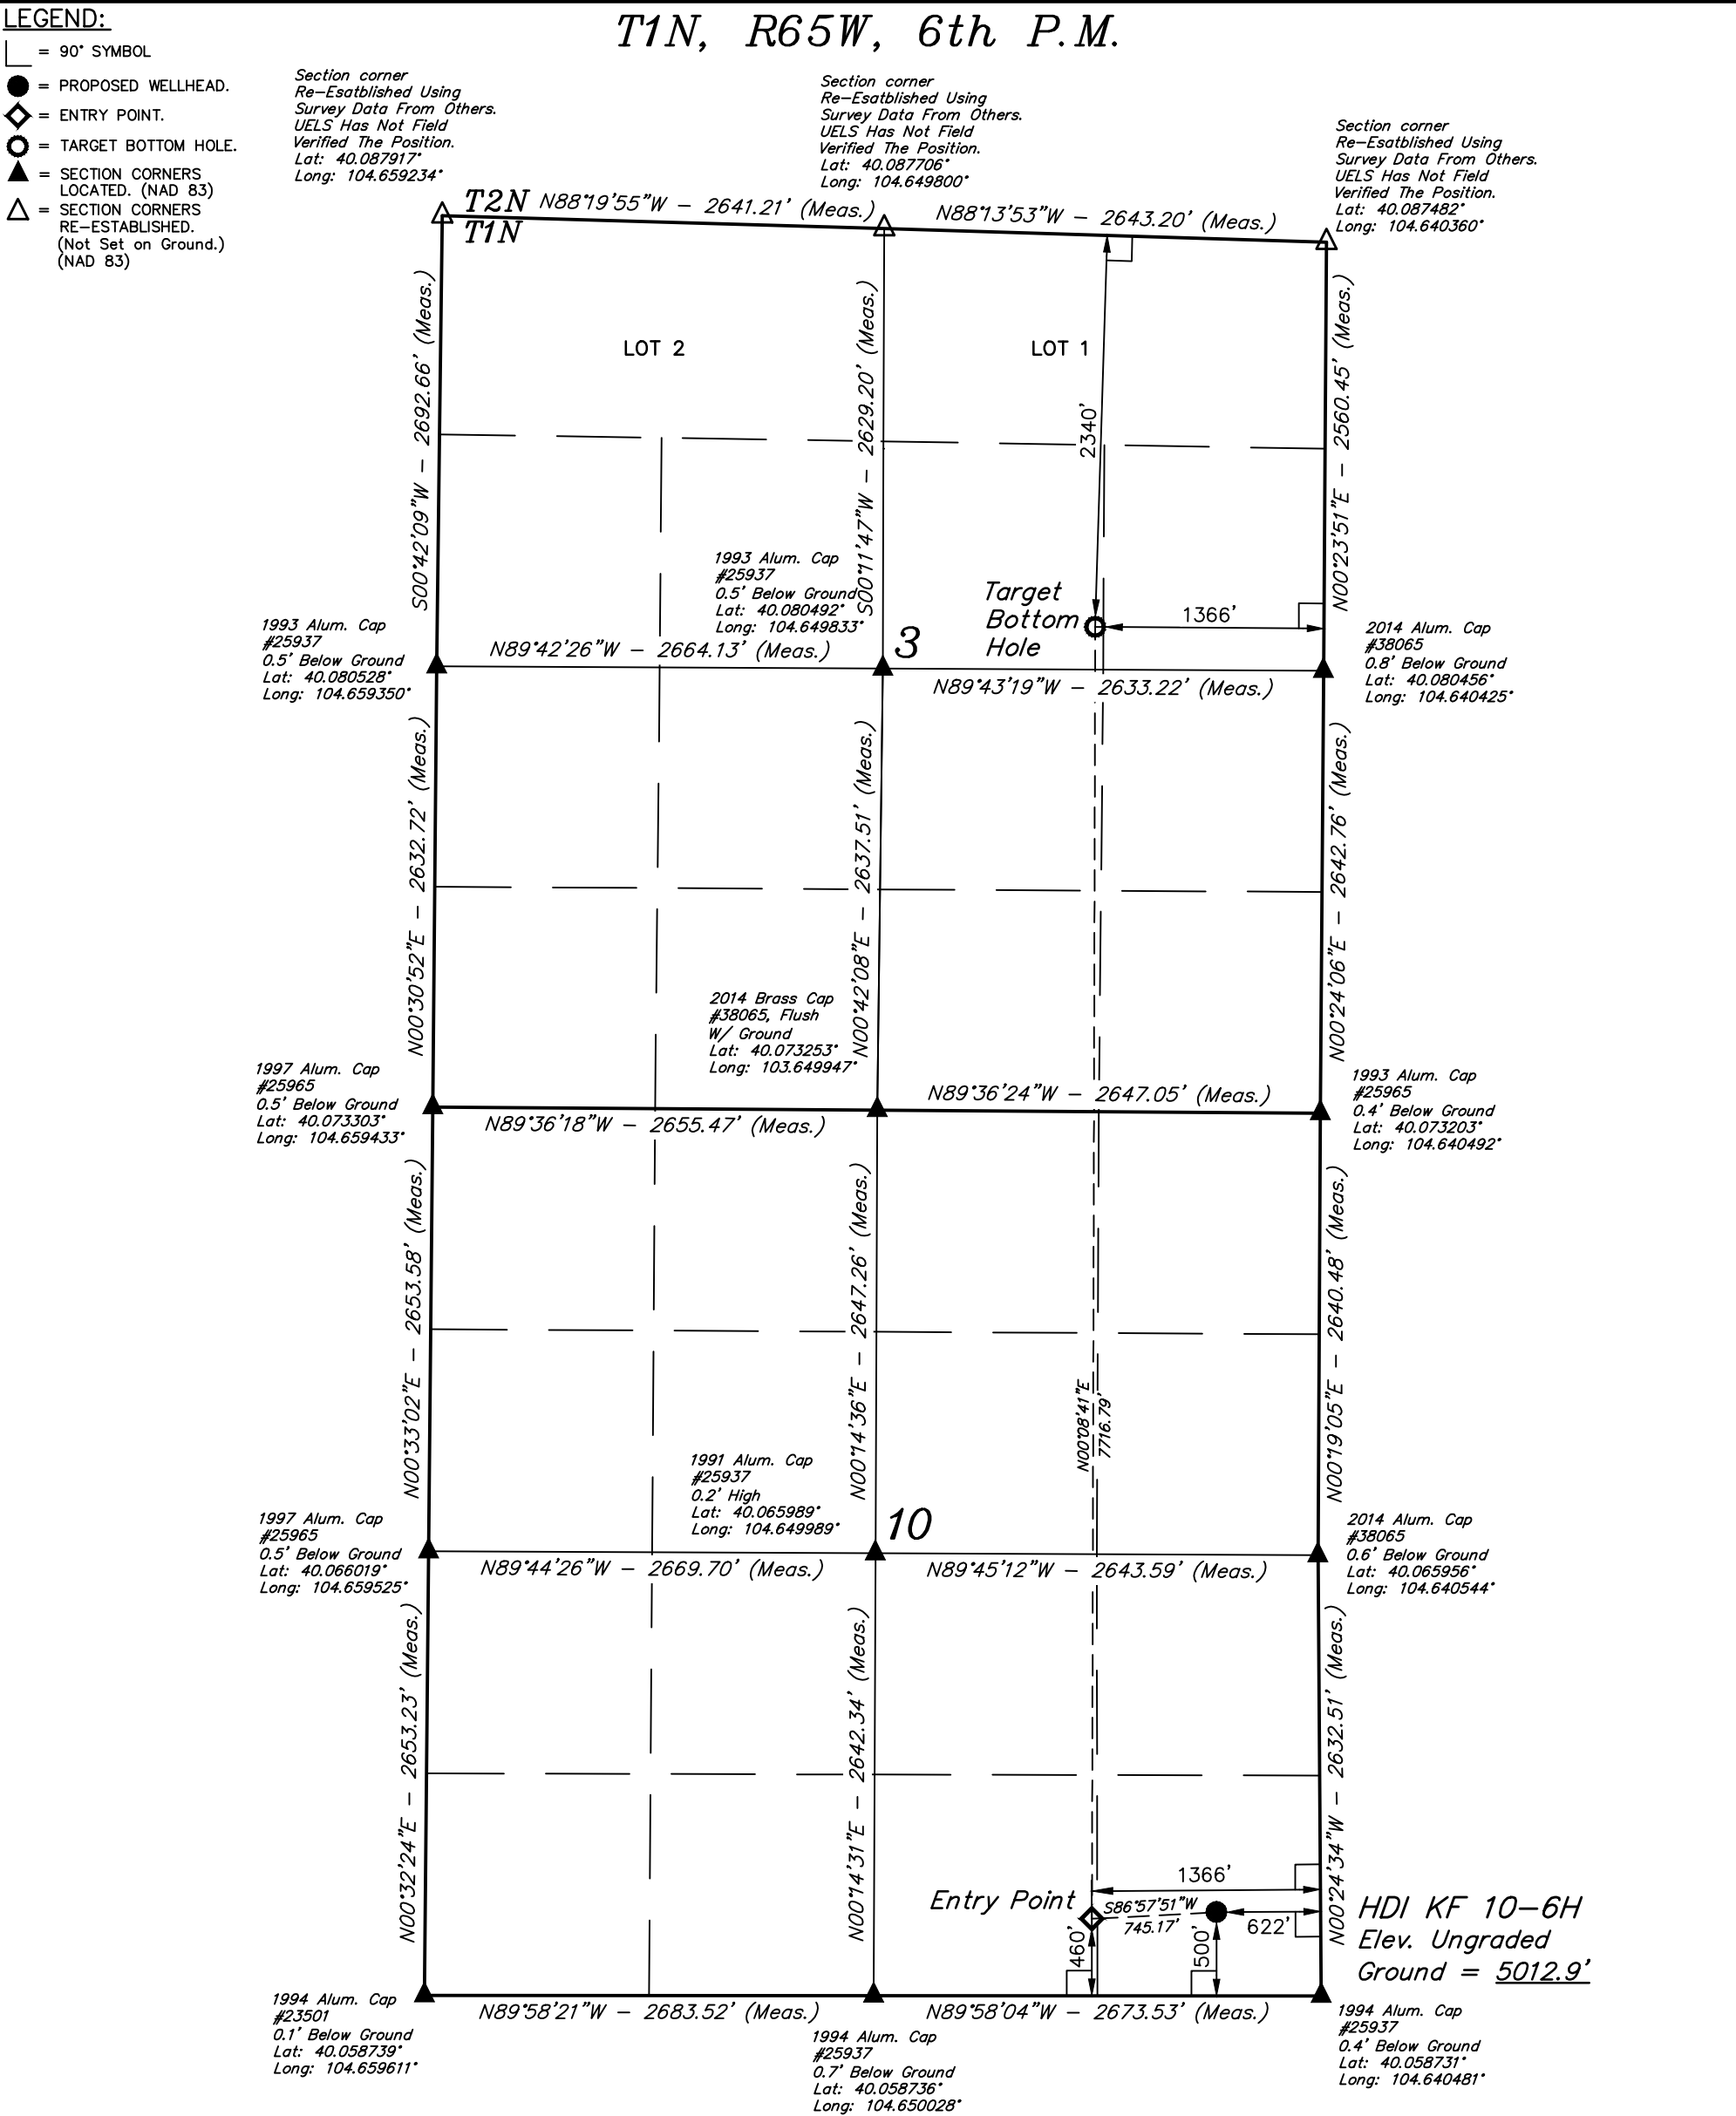 T1N, R65W, 6th P.M.
LEGEND:
= 90° SYMBOL
= PROPOSED WELLHEAD.
= ENTRY POINT.
= TARGET BOTTOM HOLE.
= SECTION CORNERS
LOCATED. (NAD 83)
= SECTION CORNERS
RE-ESTABLISHED.
(Not Set on Ground.)
(NAD 83)
Section corner
Re-Esatblished Using
Survey Data From Others.
UELS Has Not Field
Verified The Position.
Lat: 40.087917°
Long: 104.659234°
Section corner
Re-Esatblished Using
Survey Data From Others.
UELS Has Not Field
Verified The Position.
Lat: 40.087706°
Long: 104.649800°
Section corner
Re-Esatblished Using
Survey Data From Others.
UELS Has Not Field
Verified The Position.
Lat: 40.087482°
Long: 104.640360°
T2N
T1N
N88°19'55"W - 2641.21' (Meas.)
N88°13'53"W - 2643.20' (Meas.)
S00°42'09"W - 2692.66' (Meas.)
LOT 2
S00°11'47"W - 2629.20' (Meas.)
LOT 1
2340'
N00°23'51"E - 2560.45' (Meas.)
1993 Alum. Cap
#25937
0.5' Below Ground
Lat: 40.080492°
Long: 104.649833°
Target
Bottom
Hole
1366'
1993 Alum. Cap
#25937
0.5' Below Ground
Lat: 40.080528°
Long: 104.659350°
N89°42'26"W - 2664.13' (Meas.)
3
N89°43'19"W - 2633.22' (Meas.)
2014 Alum. Cap
#38065
0.8' Below Ground
Lat: 40.080456°
Long: 104.640425°
N00°30'52"E - 2632.72' (Meas.)
N00°42'08"E - 2637.51' (Meas.)
N00°24'06"E - 2642.76' (Meas.)
2014 Brass Cap
#38065, Flush
W/ Ground
Lat: 40.073253°
Long: 103.649947°
1997 Alum. Cap
#25965
0.5' Below Ground
Lat: 40.073303°
Long: 104.659433°
N89°36'18"W - 2655.47' (Meas.)
N89°36'24"W - 2647.05' (Meas.)
1993 Alum. Cap
#25965
0.4' Below Ground
Lat: 40.073203°
Long: 104.640492°
N00°33'02"E - 2653.58' (Meas.)
N00°14'36"E - 2647.26' (Meas.)
N00°08'41"E
7716.79'
N00°19'05"E - 2640.48' (Meas.)
1991 Alum. Cap
#25937
0.2' High
Lat: 40.065989°
Long: 104.649989°
10
1997 Alum. Cap
#25965
0.5' Below Ground
Lat: 40.066019°
Long: 104.659525°
N89°44'26"W - 2669.70' (Meas.)
N89°45'12"W - 2643.59' (Meas.)
2014 Alum. Cap
#38065
0.6' Below Ground
Lat: 40.065956°
Long: 104.640544°
N00°32'24"E - 2653.23' (Meas.)
N00°14'31"E - 2642.34' (Meas.)
N00°24'34"W - 2632.51' (Meas.)
1366'
Entry Point
S86°57'51"W
745.17'
622'
460'
500'
HDI KF 10-6H
Elev. Ungraded
Ground = 5012.9'
N89°58'21"W - 2683.52' (Meas.)
N89°58'04"W - 2673.53' (Meas.)
1994 Alum. Cap
#23501
0.1' Below Ground
Lat: 40.058739°
Long: 104.659611°
1994 Alum. Cap
#25937
0.7' Below Ground
Lat: 40.058736°
Long: 104.650028°
1994 Alum. Cap
#25937
0.4' Below Ground
Lat: 40.058731°
Long: 104.640481°